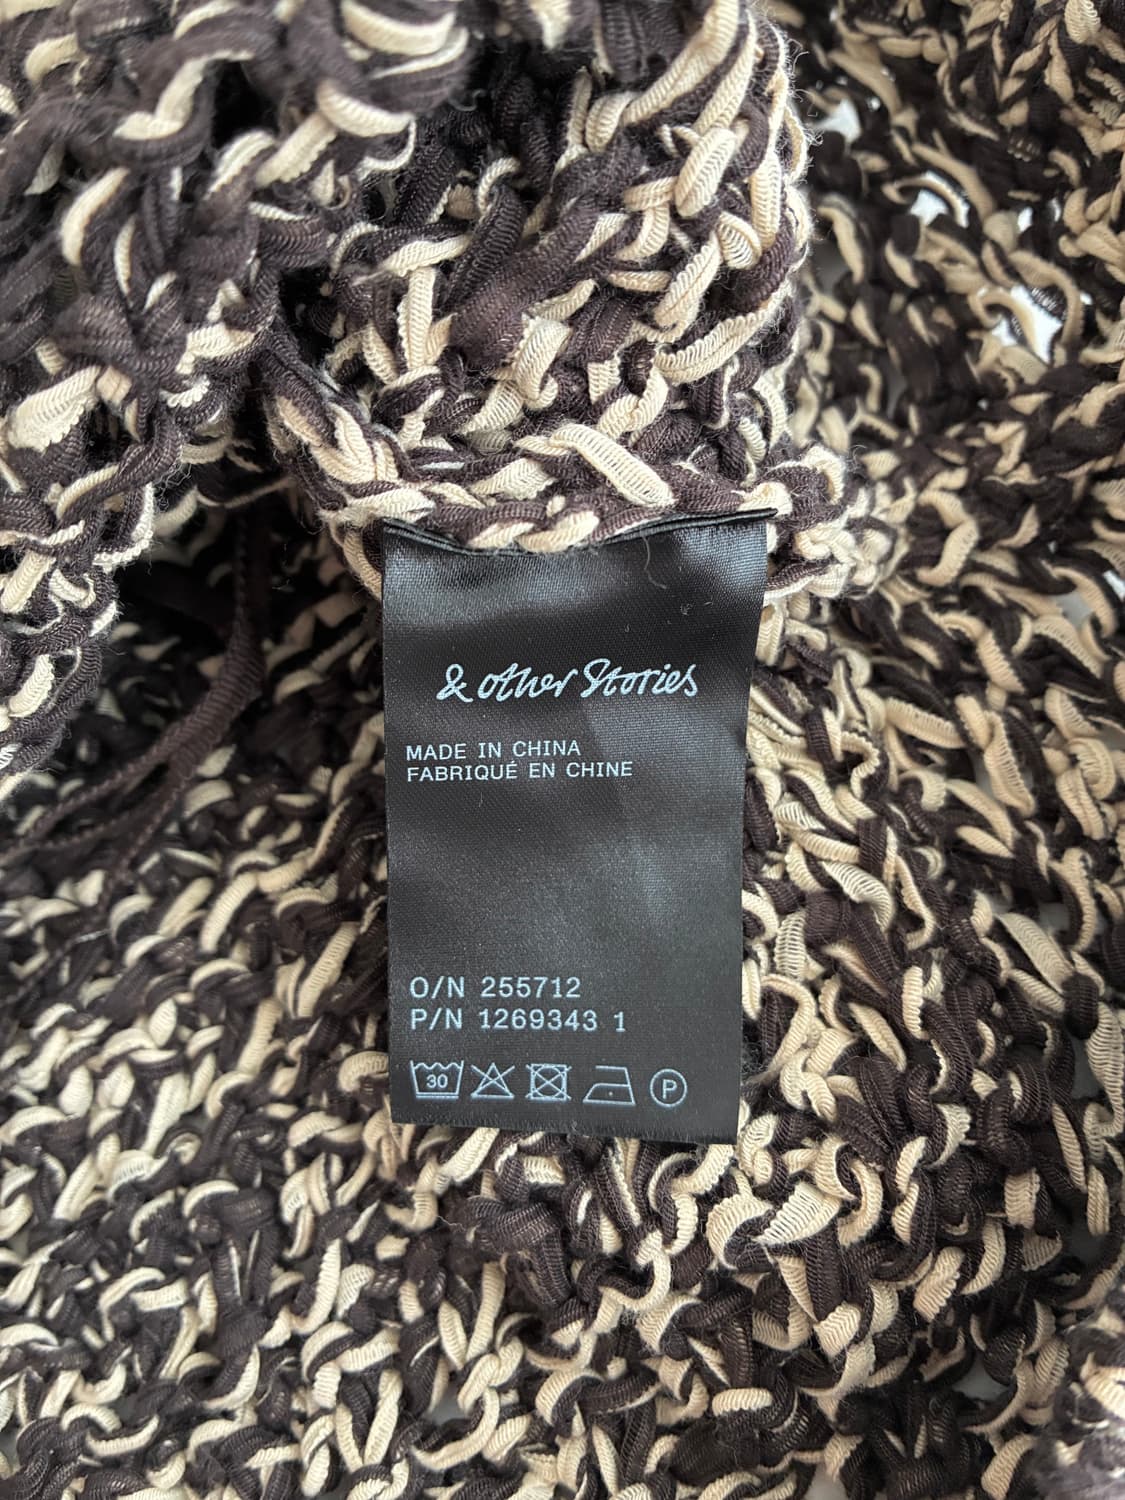 & other Stories
MADE IN CHINA
FABRIQUÉ EN CHINE
O/N 255712
P/N 1269343 1
30
P